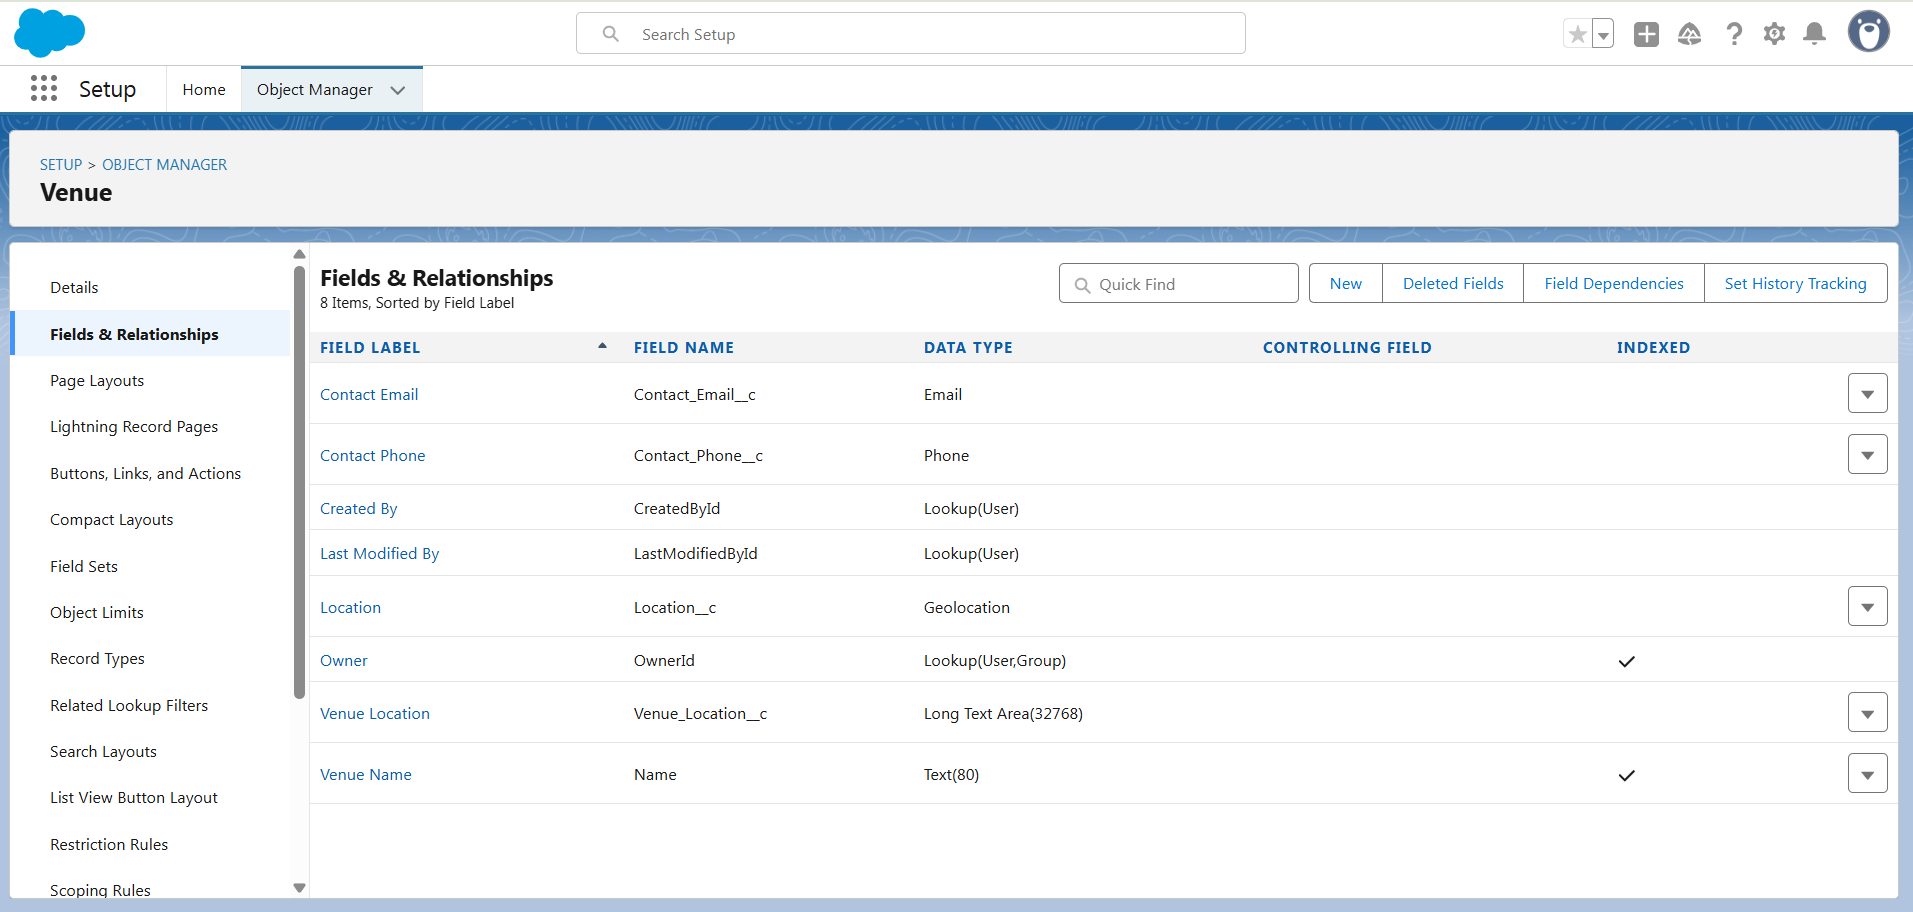 Search Setup
Setup
Home
Object Manager
SETUP > OBJECT MANAGER
Venue
Details
Fields & Relationships
Page Layouts
Lightning Record Pages
Buttons, Links, and Actions
Compact Layouts
Field Sets
Object Limits
Record Types
Related Lookup Filters
Search Layouts
List View Button Layout
Restriction Rules
Scoping Rules
Fields & Relationships
8 Items, Sorted by Field Label
Quick Find
New
Deleted Fields
Field Dependencies
Set History Tracking
FIELD LABEL FIELD NAME DATA TYPE CONTROLLING FIELD INDEXED
Contact Email Contact_Email__c Email
Contact Phone Contact_Phone__c Phone
Created By CreatedById Lookup(User)
Last Modified By LastModifiedById Lookup(User)
Location Location__c Geolocation
Owner OwnerId Lookup(User,Group)
Venue Location Venue_Location__c Long Text Area(32768)
Venue Name Name Text(80)